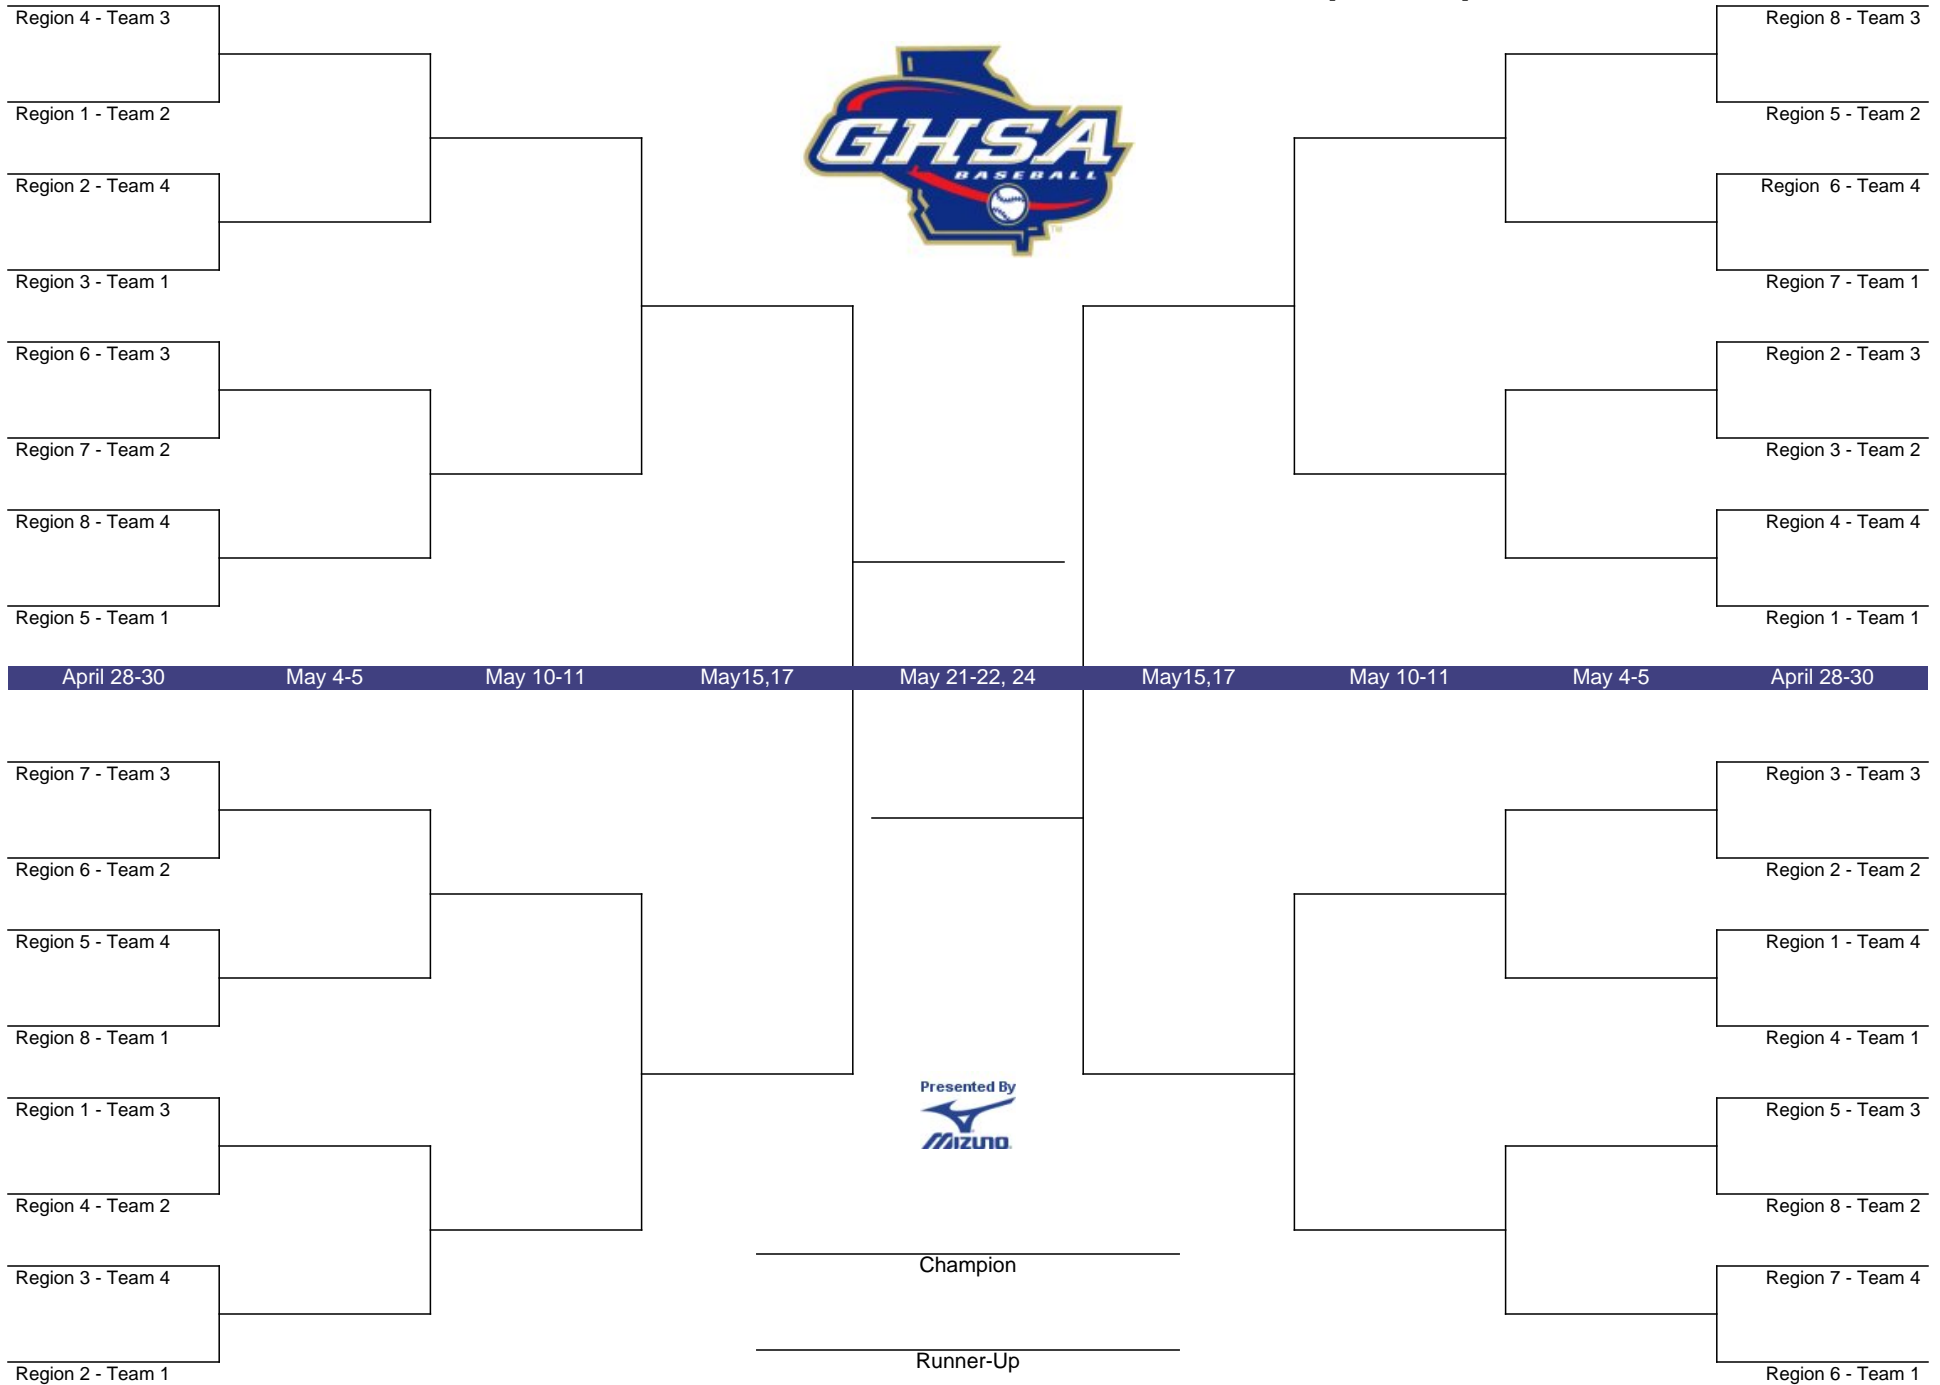 Region 4 - Team 3
Region 1 - Team 2
Region 2 - Team 4
Region 3 - Team 1
Region 6 - Team 3
Region 7 - Team 2
Region 8 - Team 4
Region 5 - Team 1
GHSA
BASEBALL
TM
Region 8 - Team 3
Region 5 - Team 2
Region  6 - Team 4
Region 7 - Team 1
Region 2 - Team 3
Region 3 - Team 2
Region 4 - Team 4
Region 1 - Team 1
April 28-30 May 4-5 May 10-11 May15,17 May 21-22, 24 May15,17 May 10-11 May 4-5 April 28-30
Region 7 - Team 3
Region 6 - Team 2
Region 5 - Team 4
Region 8 - Team 1
Region 1 - Team 3
Region 4 - Team 2
Region 3 - Team 4
Region 2 - Team 1
Presented By
MIZUNO
Champion
Runner-Up
Region 3 - Team 3
Region 2 - Team 2
Region 1 - Team 4
Region 4 - Team 1
Region 5 - Team 3
Region 8 - Team 2
Region 7 - Team 4
Region 6 - Team 1